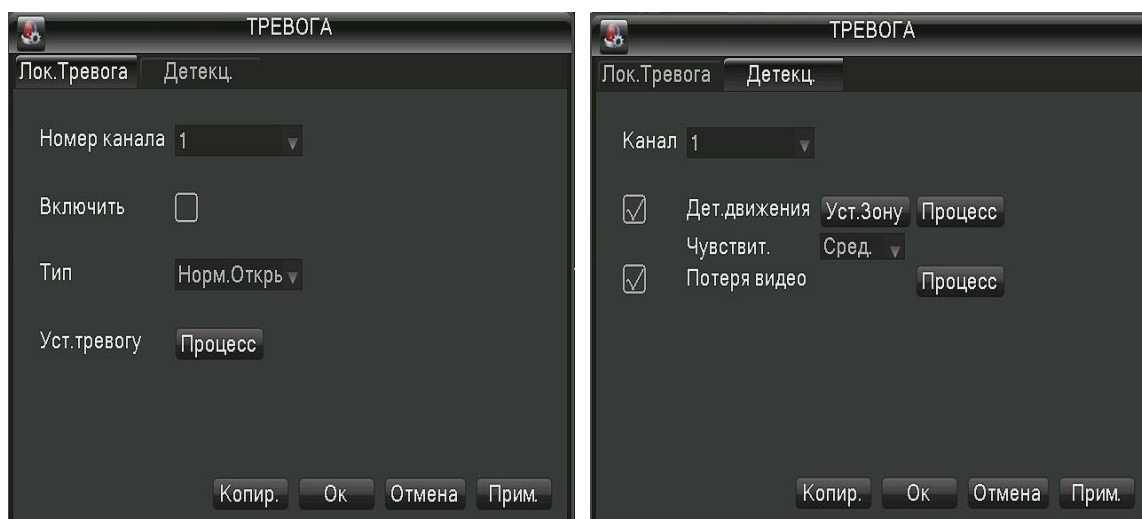 ТРЕВОГА
Лок.Тревога Детекц.
Номер канала 1
Включить
Тип Норм.Откры
Уст.тревогу Процесс
Копир. Ок Отмена Прим.
ТРЕВОГА
Лок.Тревога Детекц.
Канал 1
Дет.движения Уст.Зону Процесс
Чувствит. Сред.
Потеря видео Процесс
Копир. Ок Отмена Прим.